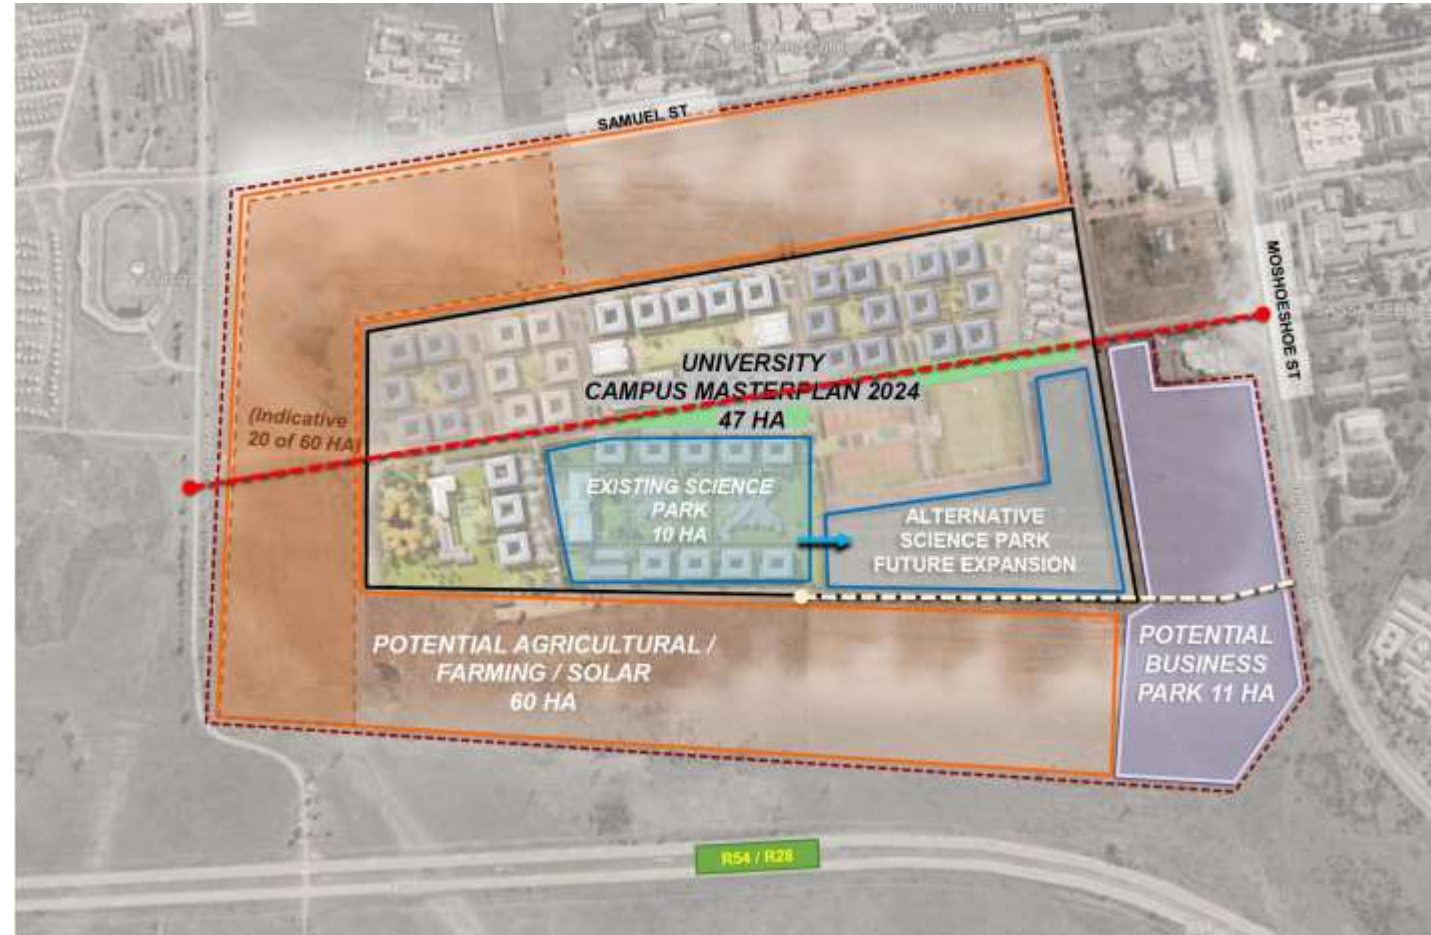 SAMUEL ST
MOSHOESHOE ST
UNIVERSITY
CAMPUS MASTERPLAN 2024
47 HA
(Indicative
20 of 60 HA)
EXISTING SCIENCE
PARK
10 HA
ALTERNATIVE
SCIENCE PARK
FUTURE EXPANSION
POTENTIAL AGRICULTURAL /
FARMING / SOLAR
60 HA
POTENTIAL
BUSINESS
PARK 11 HA
R54 / R28